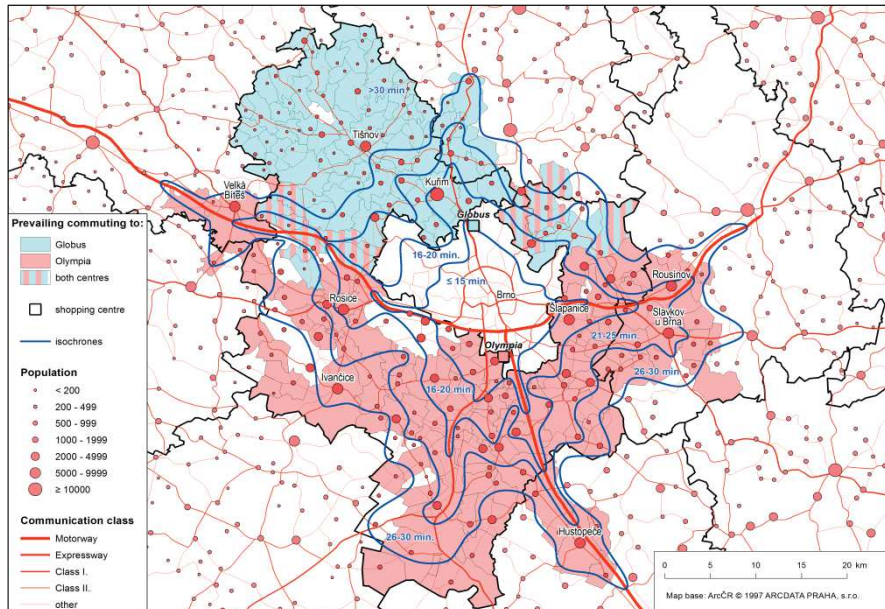 >30 min.
Tišnov
Velká
Bíteš
Kuřim
Globus
16-20 min.
≤ 15 min.
Brno
Rosice
Šlapanice
Rousínov
Slavkov
u Brna
21-25 min.
Olympia
26-30 min.
Ivančice
16-20 min.
26-30 min.
Hustopeče
Prevailing commuting to:
Globus
Olympia
both centres
shopping centre
isochrones
Population
< 200
200 - 499
500 - 999
1000 - 1999
2000 - 4999
5000 - 9999
≥ 10000
Communication class
Motorway
Expressway
Class I.
Class II.
other
0 5 10 15 20 km
Map base: ArcČR © 1997 ARCDATA PRAHA, s.r.o.